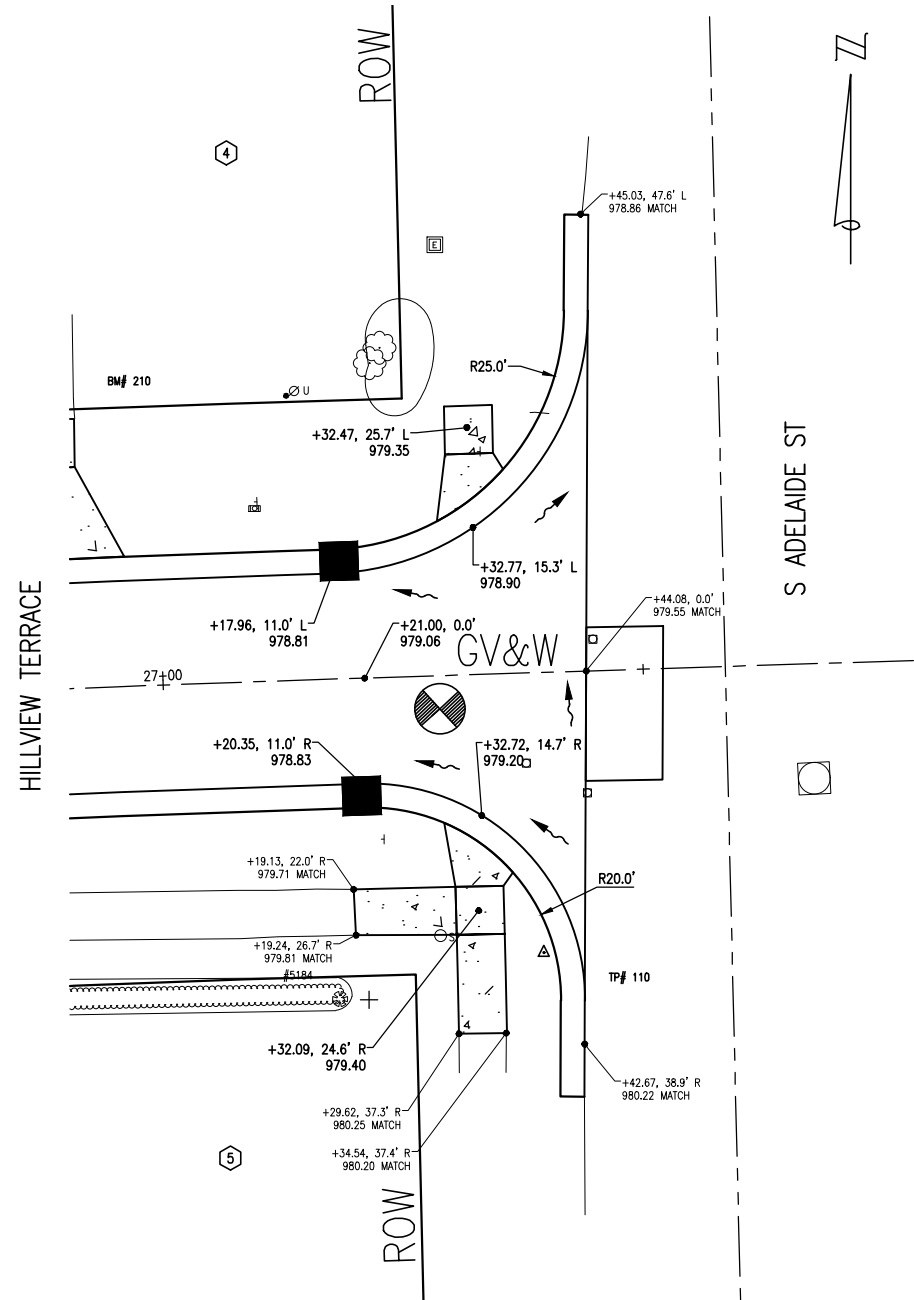 ROW
N
4
+45.03, 47.6' L
978.86 MATCH
E
R25.0'
BM# 210
U
+32.47, 25.7' L
979.35
S ADELAIDE ST
+32.77, 15.3' L
978.90
HILLVIEW TERRACE
+17.96, 11.0' L
978.81
+21.00, 0.0'
979.06
+44.08, 0.0'
979.55 MATCH
GV&W
27+00
+20.35, 11.0' R
978.83
+32.72, 14.7' R
979.20
+19.13, 22.0' R
979.71 MATCH
R20.0'
+19.24, 26.7' R
979.81 MATCH
S
#5184
TP# 110
+32.09, 24.6' R
979.40
+42.67, 38.9' R
980.22 MATCH
+29.62, 37.3' R
980.25 MATCH
+34.54, 37.4' R
980.20 MATCH
5
ROW